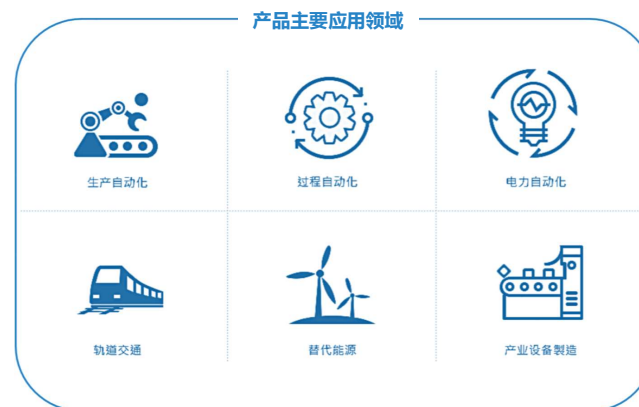 产品主要应用领域
生产自动化
过程自动化
电力自动化
轨道交通
替代能源
产业设备製造